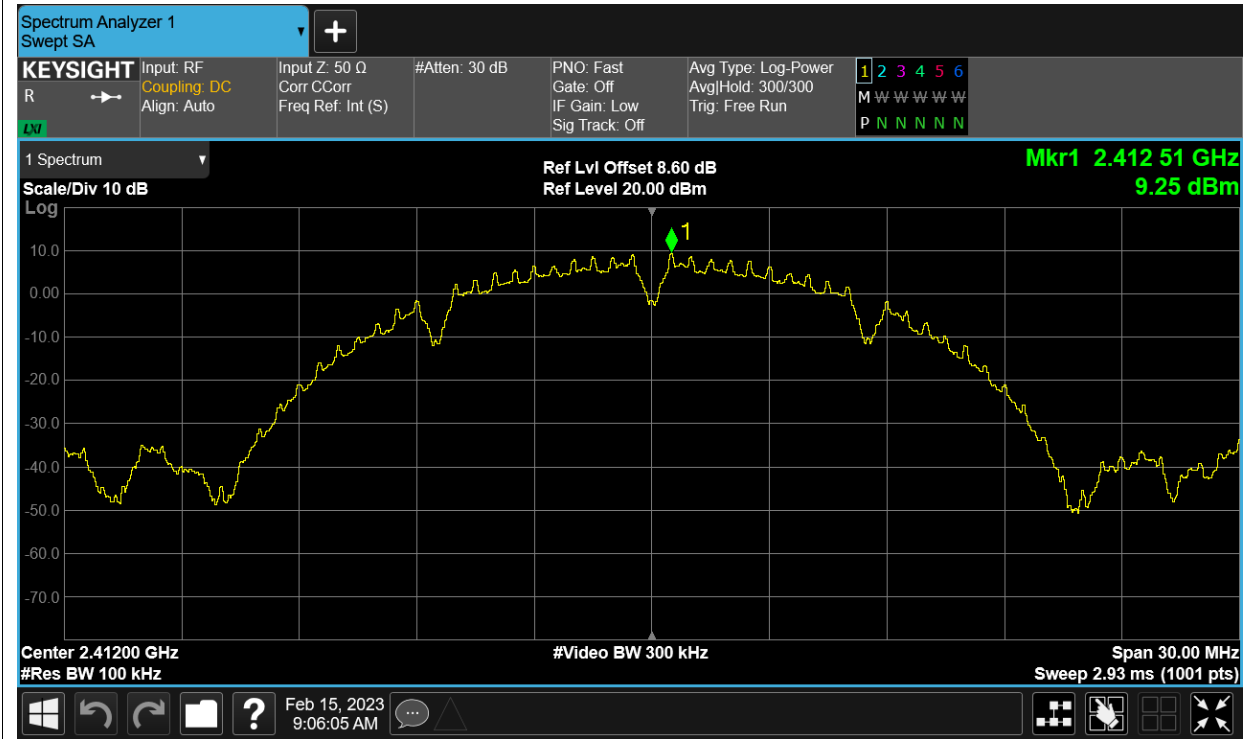 Spectrum Analyzer 1
Swept SA
KEYSIGHT
R
LXI
Input: RF
Coupling: DC
Align: Auto
Input Z: 50 Ω
Corr CCorr
Freq Ref: Int (S)
#Atten: 30 dB
PNO: Fast
Gate: Off
IF Gain: Low
Sig Track: Off
Avg Type: Log-Power
Avg|Hold: 300/300
Trig: Free Run
1 2 3 4 5 6
M W W W W W
P N N N N N
1 Spectrum
Scale/Div 10 dB
Log
Ref Lvl Offset 8.60 dB
Ref Level 20.00 dBm
Mkr1 2.412 51 GHz
9.25 dBm
1
10.0
0.00
-10.0
-20.0
-30.0
-40.0
-50.0
-60.0
-70.0
Center 2.41200 GHz
#Res BW 100 kHz
#Video BW 300 kHz
Span 30.00 MHz
Sweep 2.93 ms (1001 pts)
?
Feb 15, 2023
9:06:05 AM